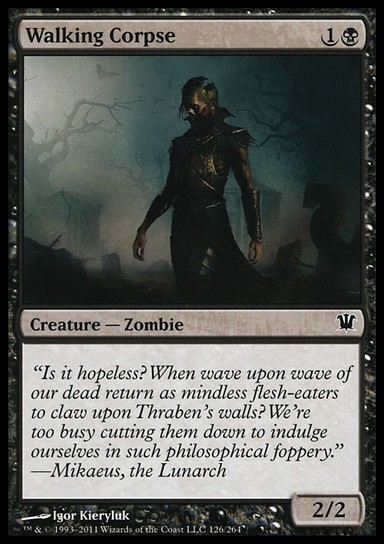 Walking Corpse 1
Creature — Zombie
“Is it hopeless? When wave upon wave of
our dead return as mindless flesh-eaters
to claw upon Thraben’s walls? We’re
too busy cutting them down to indulge
ourselves in such philosophical foppery.”
—Mikaeus, the Lunarch
Igor Kieryluk
2/2
™ & © 1993–2011 Wizards of the Coast LLC 126/264